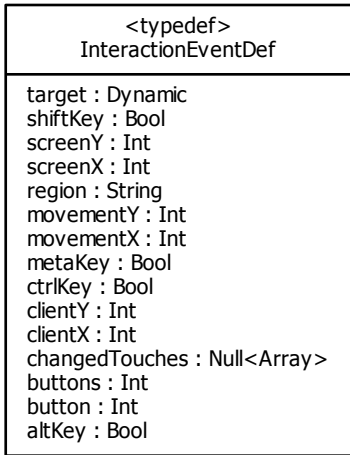 <typedef>
InteractionEventDef
target : Dynamic
shiftKey : Bool
screenY : Int
screenX : Int
region : String
movementY : Int
movementX : Int
metaKey : Bool
ctrlKey : Bool
clientY : Int
clientX : Int
changedTouches : Null<Array>
buttons : Int
button : Int
altKey : Bool